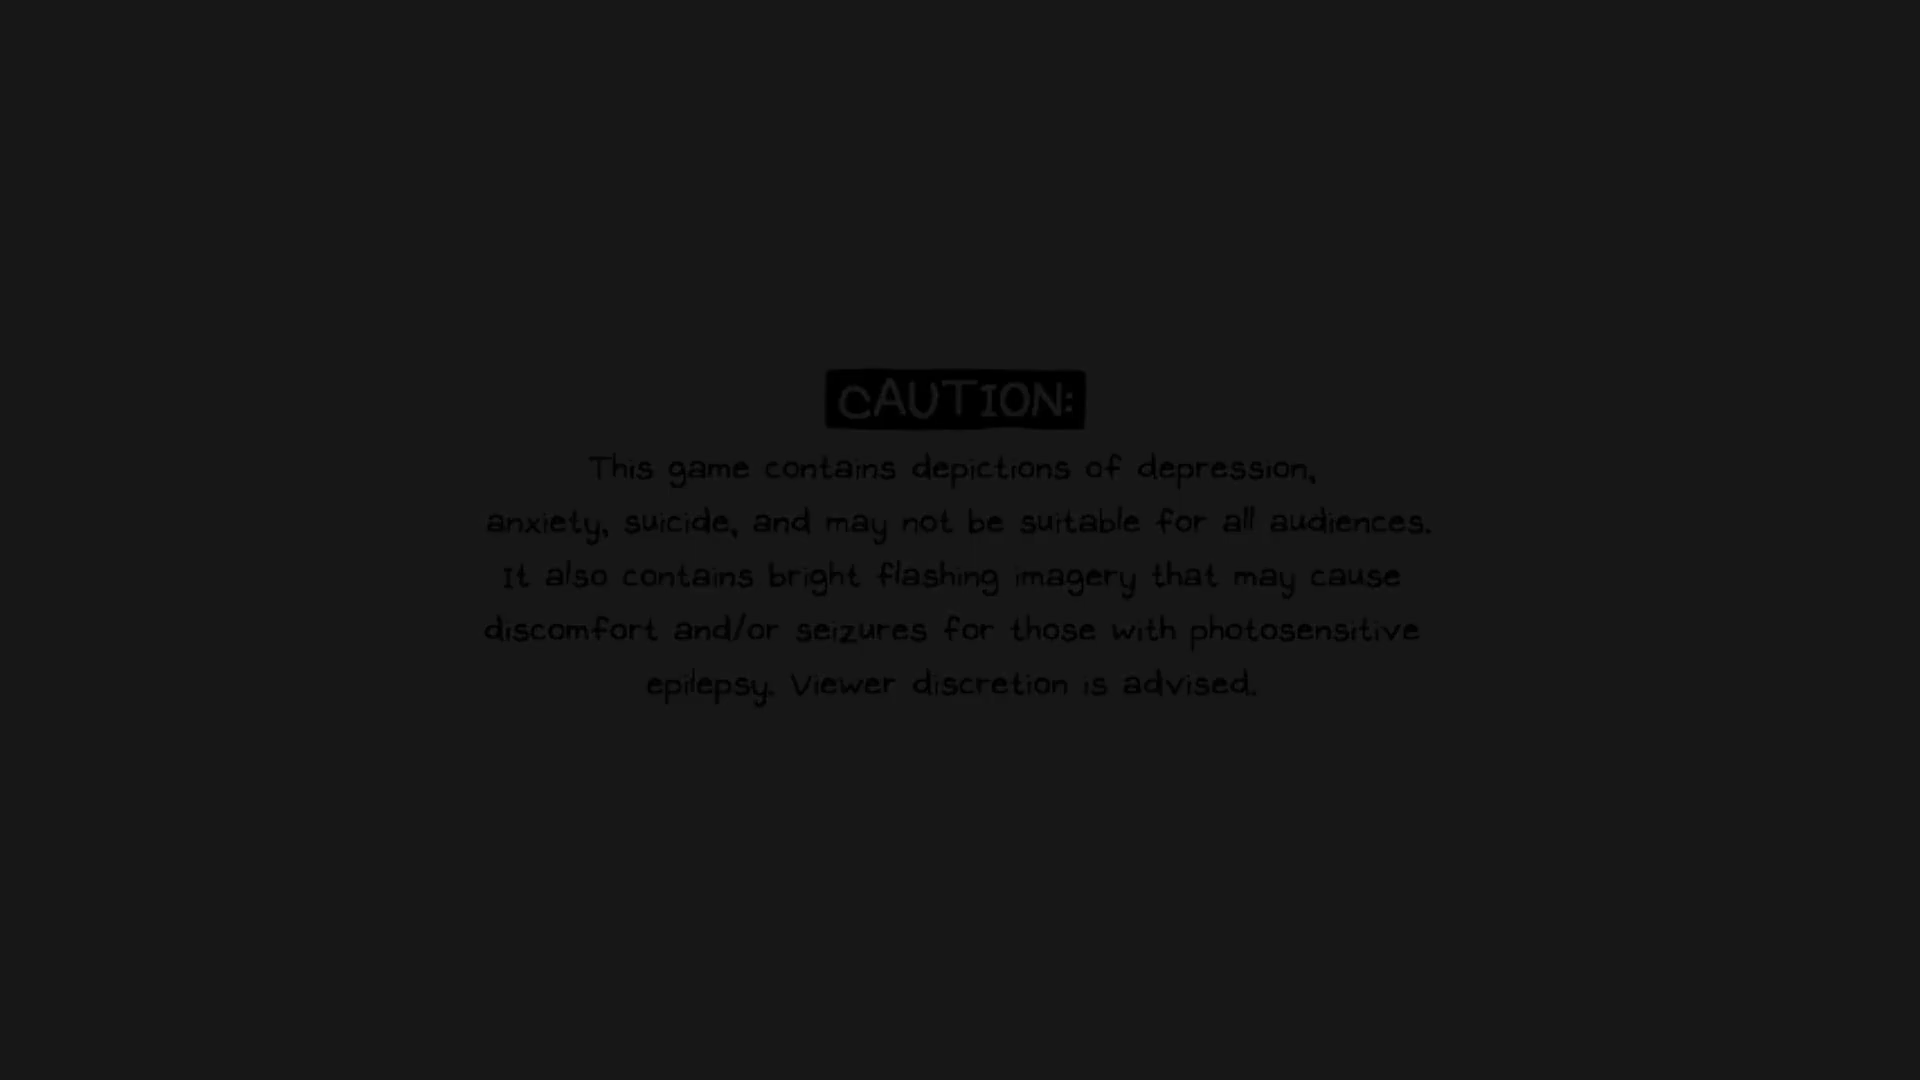 CAUTION:
This game contains depictions of depression,
anxiety, suicide, and may not be suitable for all audiences.
It also contains bright flashing imagery that may cause
discomfort and/or seizures for those with photosensitive
epilepsy. Viewer discretion is advised.